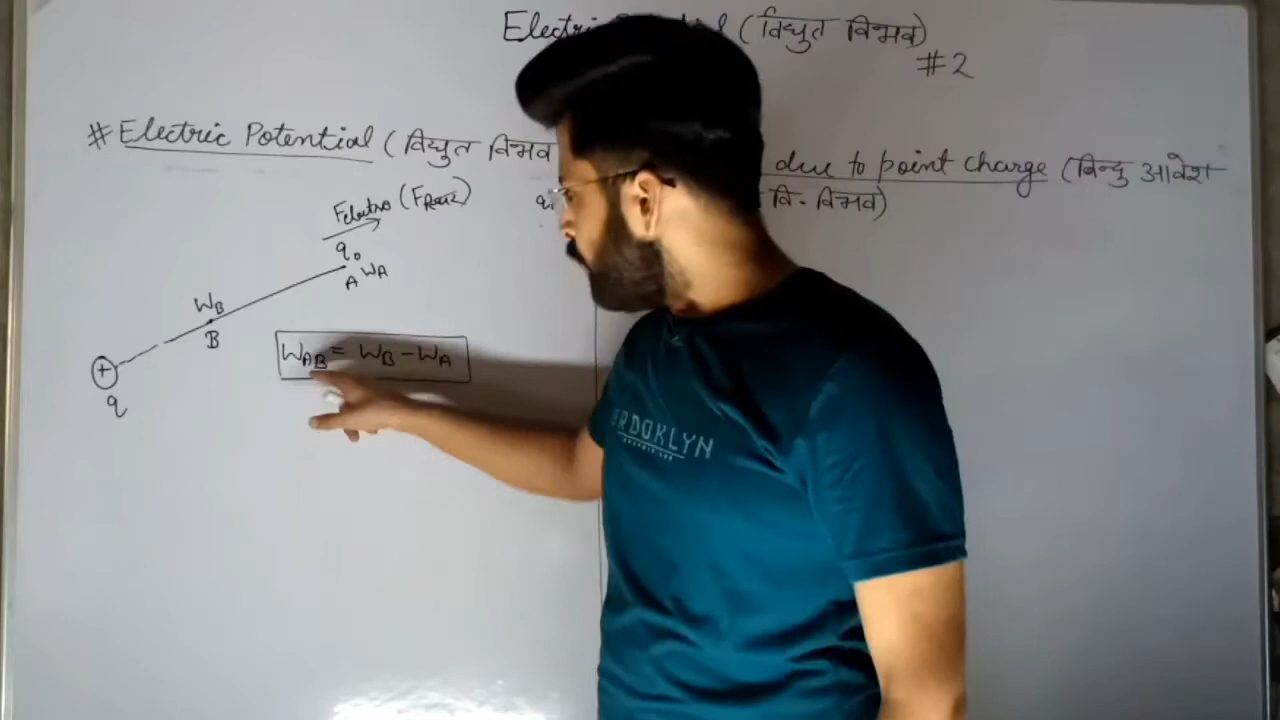 (विद्युत विभव)
#2
#Electric Potential (विद्युत विभव
due to point charge (बिन्दु आवेश
वि. विभव)
Felectro (FRep)
q₀
A WA
WB
B
WAB = WB - WA
+
q
BROOKLYN